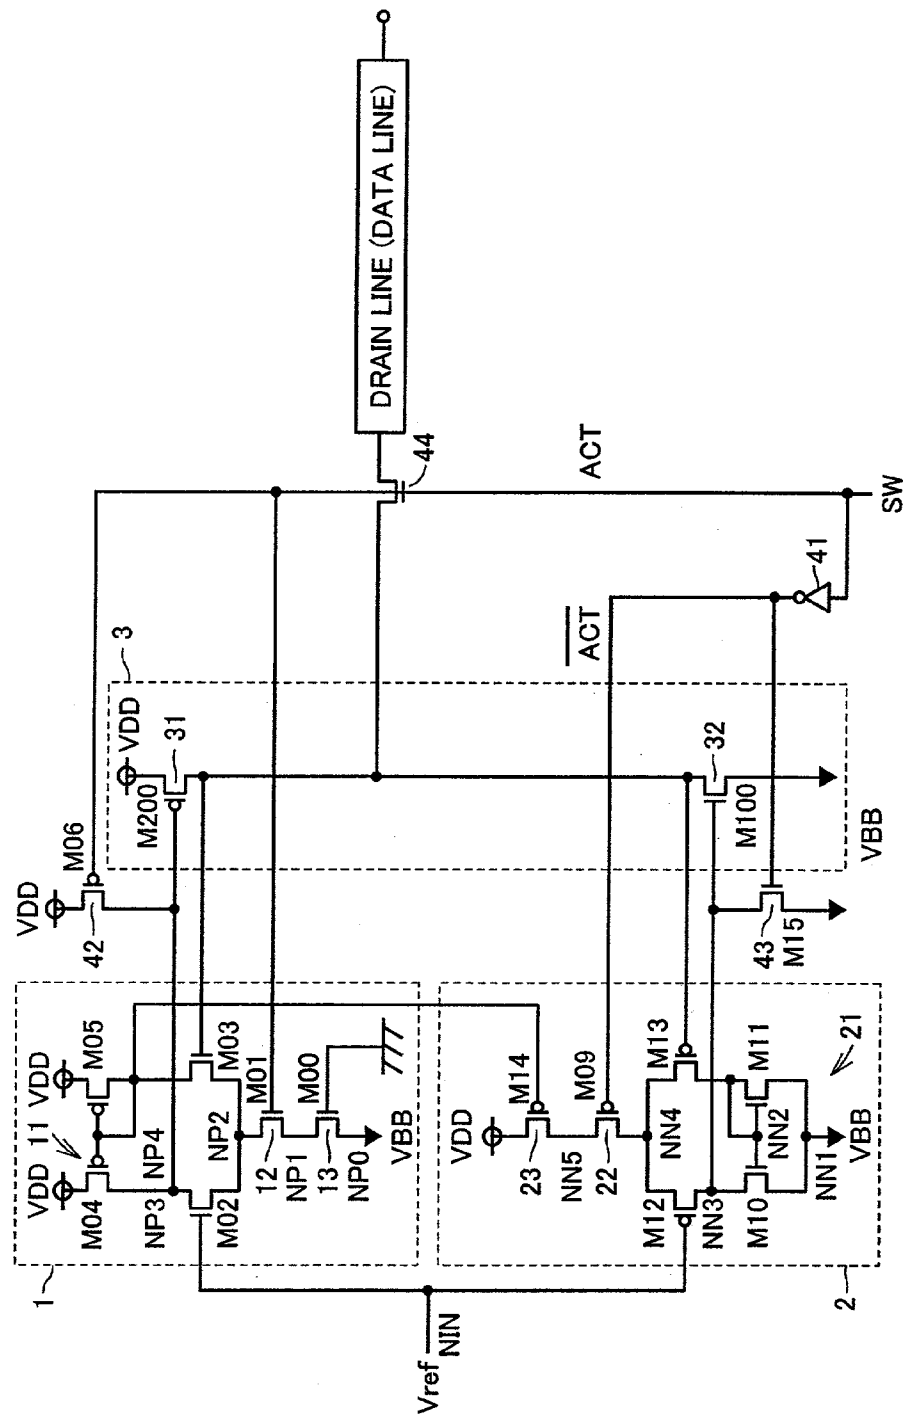 DRAIN LINE (DATA LINE)
44
ACT
SW
41
ACT
3
VDD
31
M200
32
M100
VBB
M06
VDD
42
43
M15
1
VDD
VDD
11
M05
M04
NP4
NP3
M03
M02
NP2
M01
12
NP1
M00
13
NP0
VBB
M14
VDD
23
NN5
M09
22
M13
NN4
M12
NN3
M11
21
NN2
M10
NN1
VBB
2
Vref
NIN